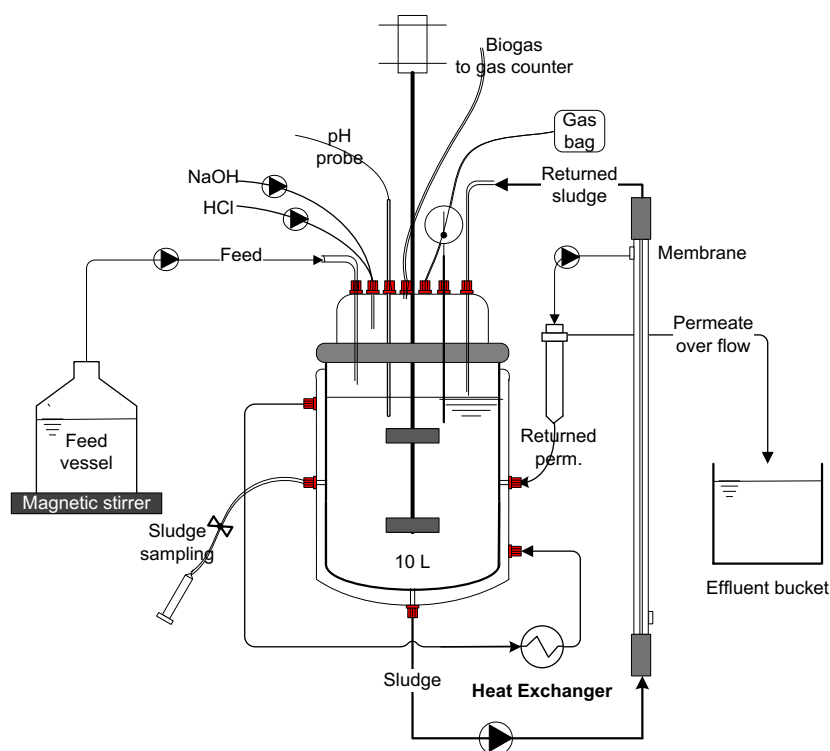 Biogas
to gas counter
Gas
bag
pH
probe
NaOH
HCl
Returned
sludge
Feed
Membrane
Permeate
over flow
Feed
vessel
Magnetic stirrer
Returned
perm.
Sludge
sampling
10 L
Effluent bucket
Sludge
Heat Exchanger